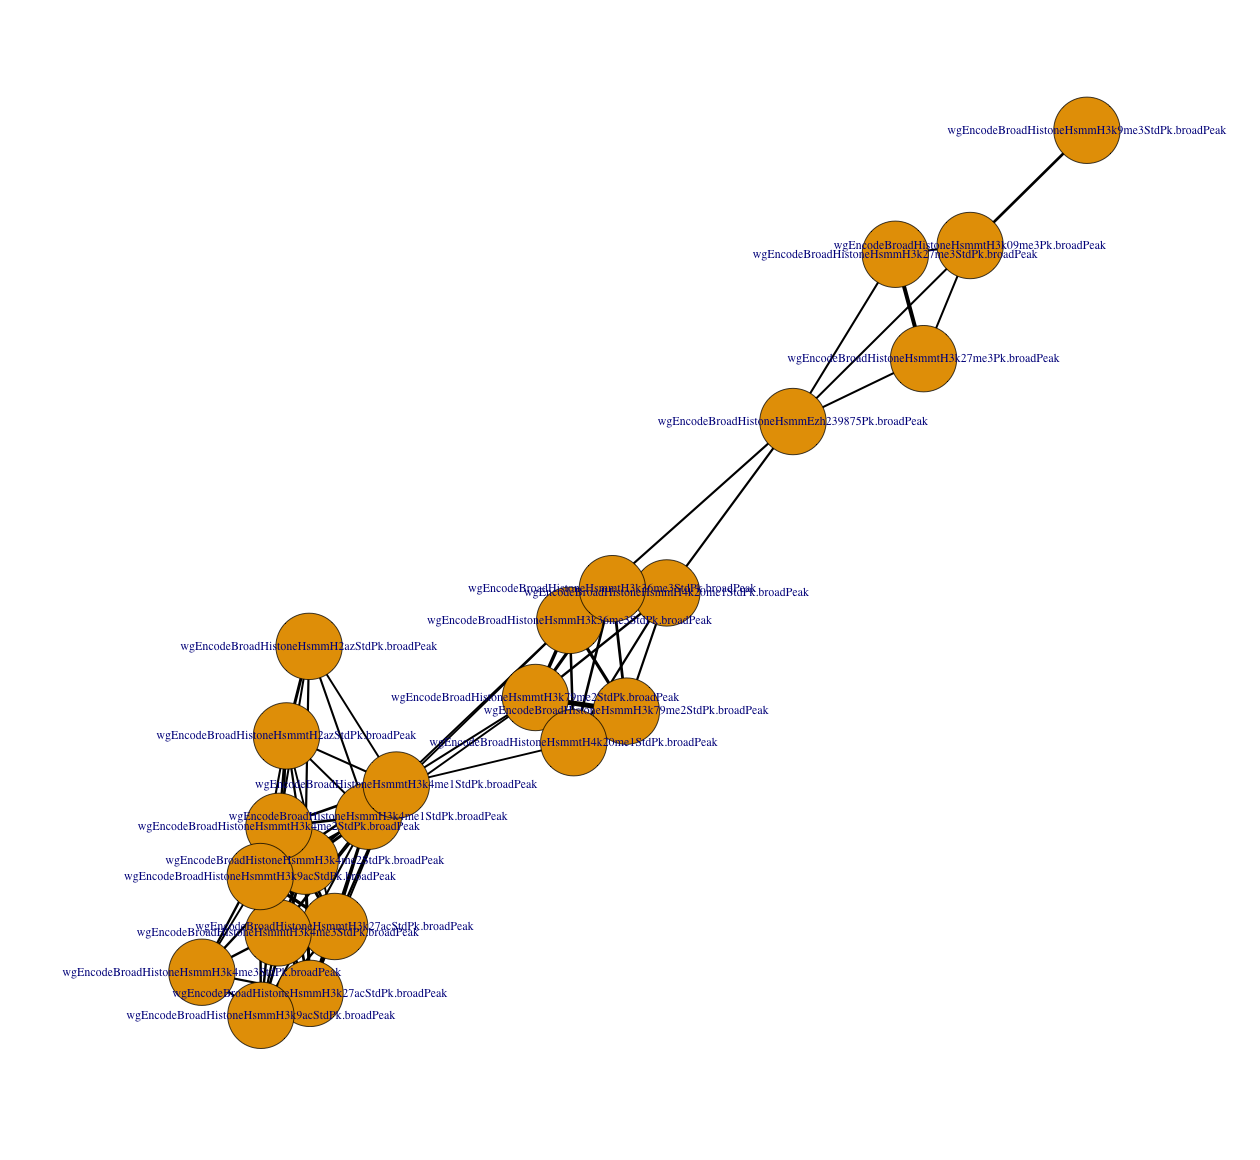 wgEncodeBroadHistoneHsmmH3k9me3StdPk.broadPeak
wgEncodeBroadHistoneHsmmtH3k09me3Pk.broadPeak
wgEncodeBroadHistoneHsmmH3k27me3StdPk.broadPeak
wgEncodeBroadHistoneHsmmtH3k27me3Pk.broadPeak
wgEncodeBroadHistoneHsmmEzh239875Pk.broadPeak
wgEncodeBroadHistoneHsmmtH3k36me3StdPk.broadPeak
wgEncodeBroadHistoneHsmmH4k20me1StdPk.broadPeak
wgEncodeBroadHistoneHsmmH3k36me3StdPk.broadPeak
wgEncodeBroadHistoneHsmmH2azStdPk.broadPeak
wgEncodeBroadHistoneHsmmtH3k79me2StdPk.broadPeak
wgEncodeBroadHistoneHsmmH3k79me2StdPk.broadPeak
wgEncodeBroadHistoneHsmmtH2azStdPk.broadPeak
wgEncodeBroadHistoneHsmmtH4k20me1StdPk.broadPeak
wgEncodeBroadHistoneHsmmtH3k4me1StdPk.broadPeak
wgEncodeBroadHistoneHsmmH3k4me1StdPk.broadPeak
wgEncodeBroadHistoneHsmmtH3k4me2StdPk.broadPeak
wgEncodeBroadHistoneHsmmH3k4me2StdPk.broadPeak
wgEncodeBroadHistoneHsmmtH3k9acStdPk.broadPeak
wgEncodeBroadHistoneHsmmtH3k27acStdPk.broadPeak
wgEncodeBroadHistoneHsmmtH3k4me3StdPk.broadPeak
wgEncodeBroadHistoneHsmmH3k4me3StdPk.broadPeak
wgEncodeBroadHistoneHsmmH3k27acStdPk.broadPeak
wgEncodeBroadHistoneHsmmH3k9acStdPk.broadPeak